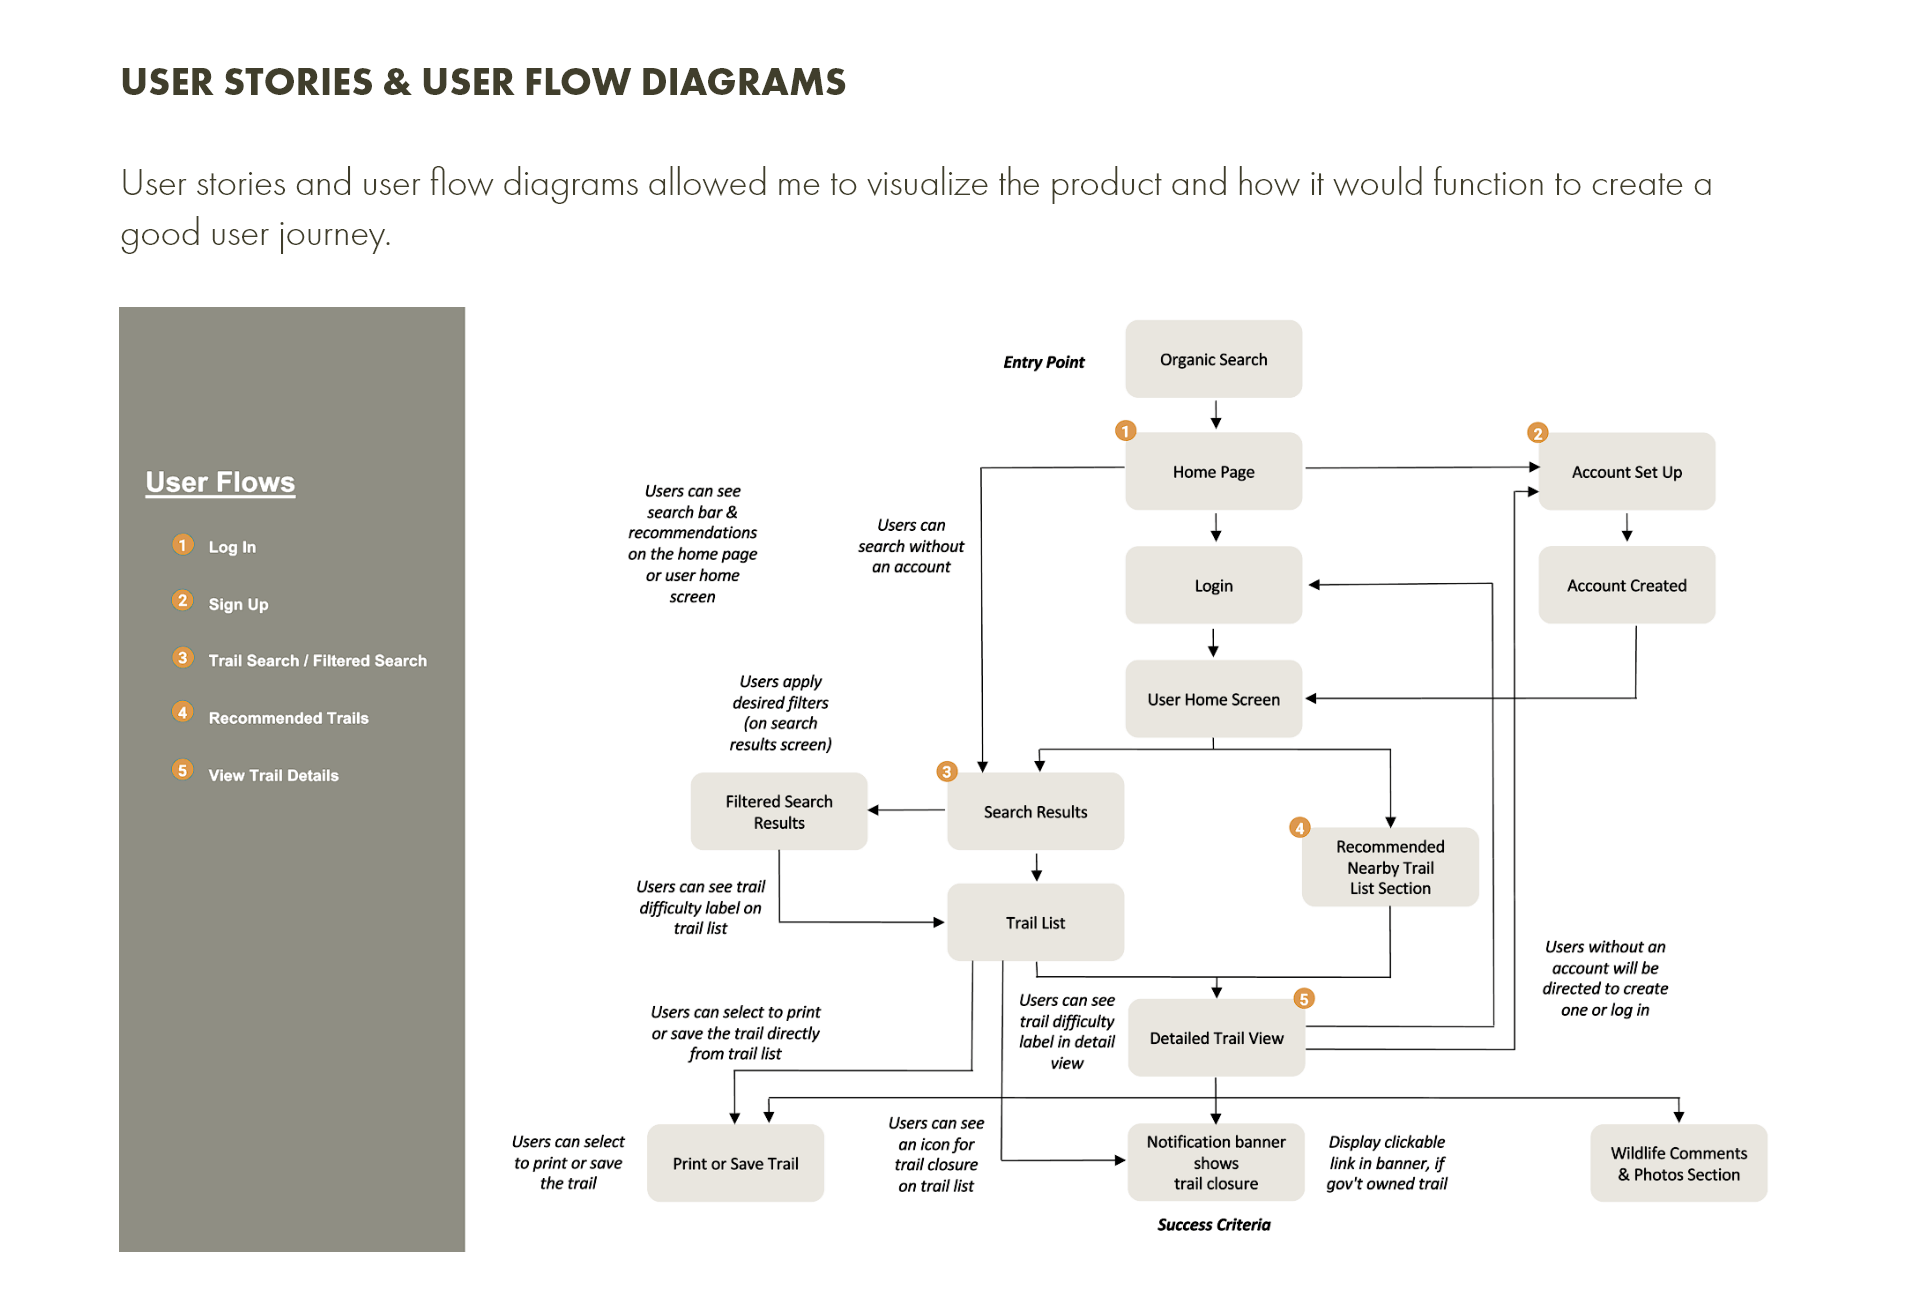 USER STORIES & USER FLOW DIAGRAMS
User stories and user flow diagrams allowed me to visualize the product and how it would function to create a
good user journey.
User Flows
1 Log In
2 Sign Up
3 Trail Search / Filtered Search
4 Recommended Trails
5 View Trail Details
Entry Point
Organic Search
1
Home Page
2
Account Set Up
Users can see
search bar &
recommendations
on the home page
or user home
screen
Users can
search without
an account
Login
Account Created
User Home Screen
Users apply
desired filters
(on search
results screen)
Filtered Search
Results
3
Search Results
4
Recommended
Nearby Trail
List Section
Users can see trail
difficulty label on
trail list
Trail List
Users without an
account will be
directed to create
one or log in
Users can select to print
or save the trail directly
from trail list
Users can see
trail difficulty
label in detail
view
5
Detailed Trail View
Users can select
to print or save
the trail
Print or Save Trail
Users can see
an icon for
trail closure
on trail list
Notification banner
shows
trail closure
Display clickable
link in banner, if
gov't owned trail
Wildlife Comments
& Photos Section
Success Criteria